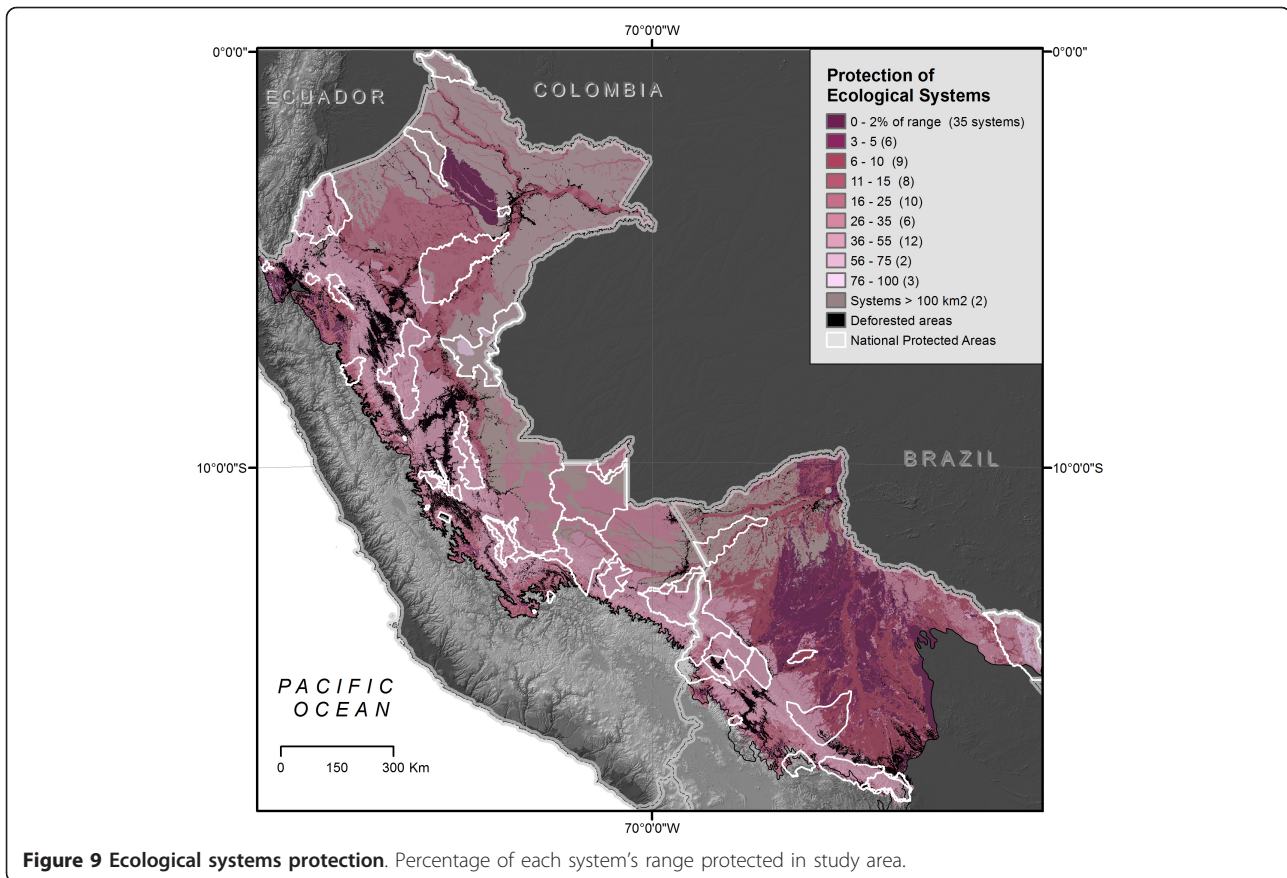 70°0'0"W
0°0'0"
0°0'0"
ECUADOR
COLOMBIA
Protection of
Ecological Systems
0 - 2% of range (35 systems)
3 - 5 (6)
6 - 10 (9)
11 - 15 (8)
16 - 25 (10)
26 - 35 (6)
36 - 55 (12)
56 - 75 (2)
76 - 100 (3)
Systems > 100 km2 (2)
Deforested areas
National Protected Areas
10°0'0"S
BRAZIL
10°0'0"S
PACIFIC
OCEAN
0 150 300 Km
70°0'0"W
Figure 9 Ecological systems protection. Percentage of each system's range protected in study area.